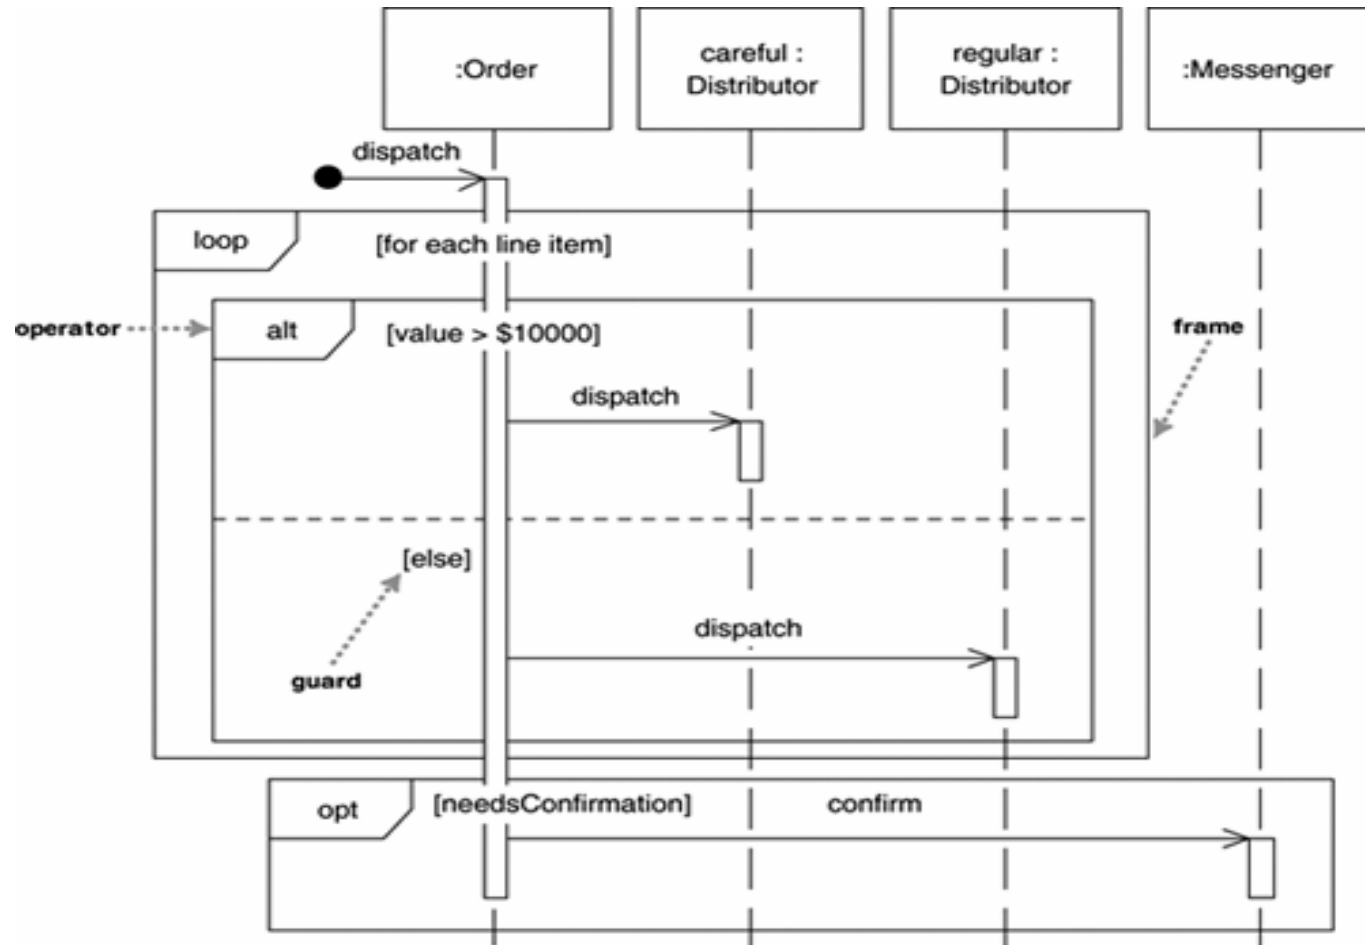 :Order
careful :
Distributor
regular :
Distributor
:Messenger
dispatch
loop
[for each line item]
operator
alt
[value > $10000]
frame
dispatch
[else]
dispatch
guard
opt
[needsConfirmation]
confirm